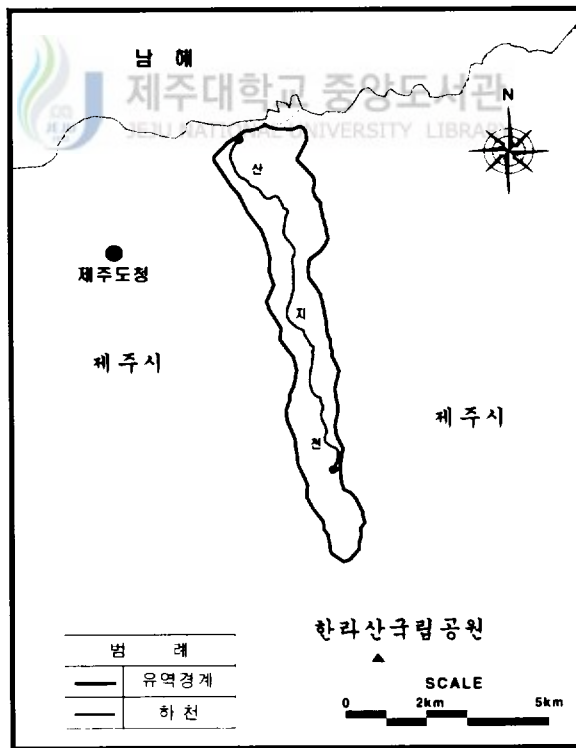 남 해
제주대학교 중앙도서관
JEJU NATIONAL UNIVERSITY LIBRARY
JEJU
N
산
제주도청
지
제주시
제주시
천
한라산국립공원
범 례
유역경계
하 천
SCALE
0 2km 5km